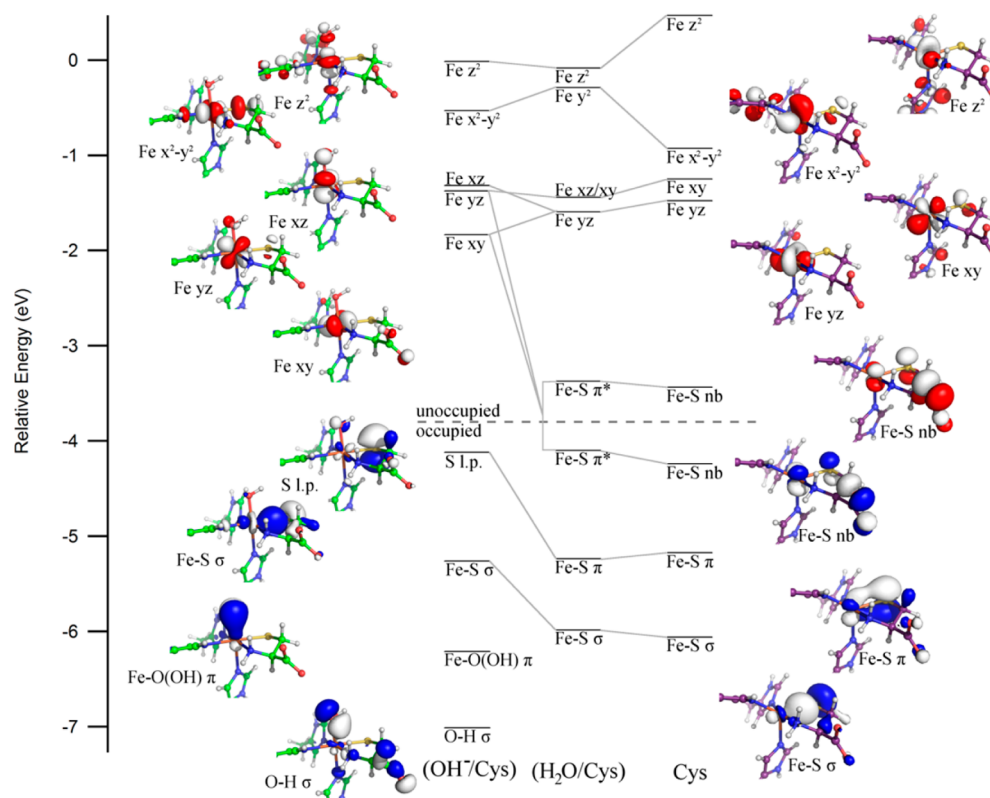 Relative Energy (eV)
0
-1
-2
-3
-4
-5
-6
-7
Fe z²
Fe x²-y²
Fe xz
Fe yz
Fe xy
S l.p.
Fe-S σ
Fe-O(OH) π
O-H σ
Fe z²
Fe x²-y²
Fe xz
Fe yz
Fe xy
unoccupied
occupied
S l.p.
Fe-S σ
Fe-O(OH) π
O-H σ
(OH⁻/Cys)
Fe z²
Fe y²
Fe xz/xy
Fe yz
Fe-S π*
Fe-S π*
Fe-S π
Fe-S σ
(H₂O/Cys)
Fe z²
Fe x²-y²
Fe xy
Fe yz
Fe-S nb
Fe-S nb
Fe-S π
Fe-S σ
Cys
Fe z²
Fe x²-y²
Fe xy
Fe yz
Fe-S nb
Fe-S nb
Fe-S π
Fe-S σ